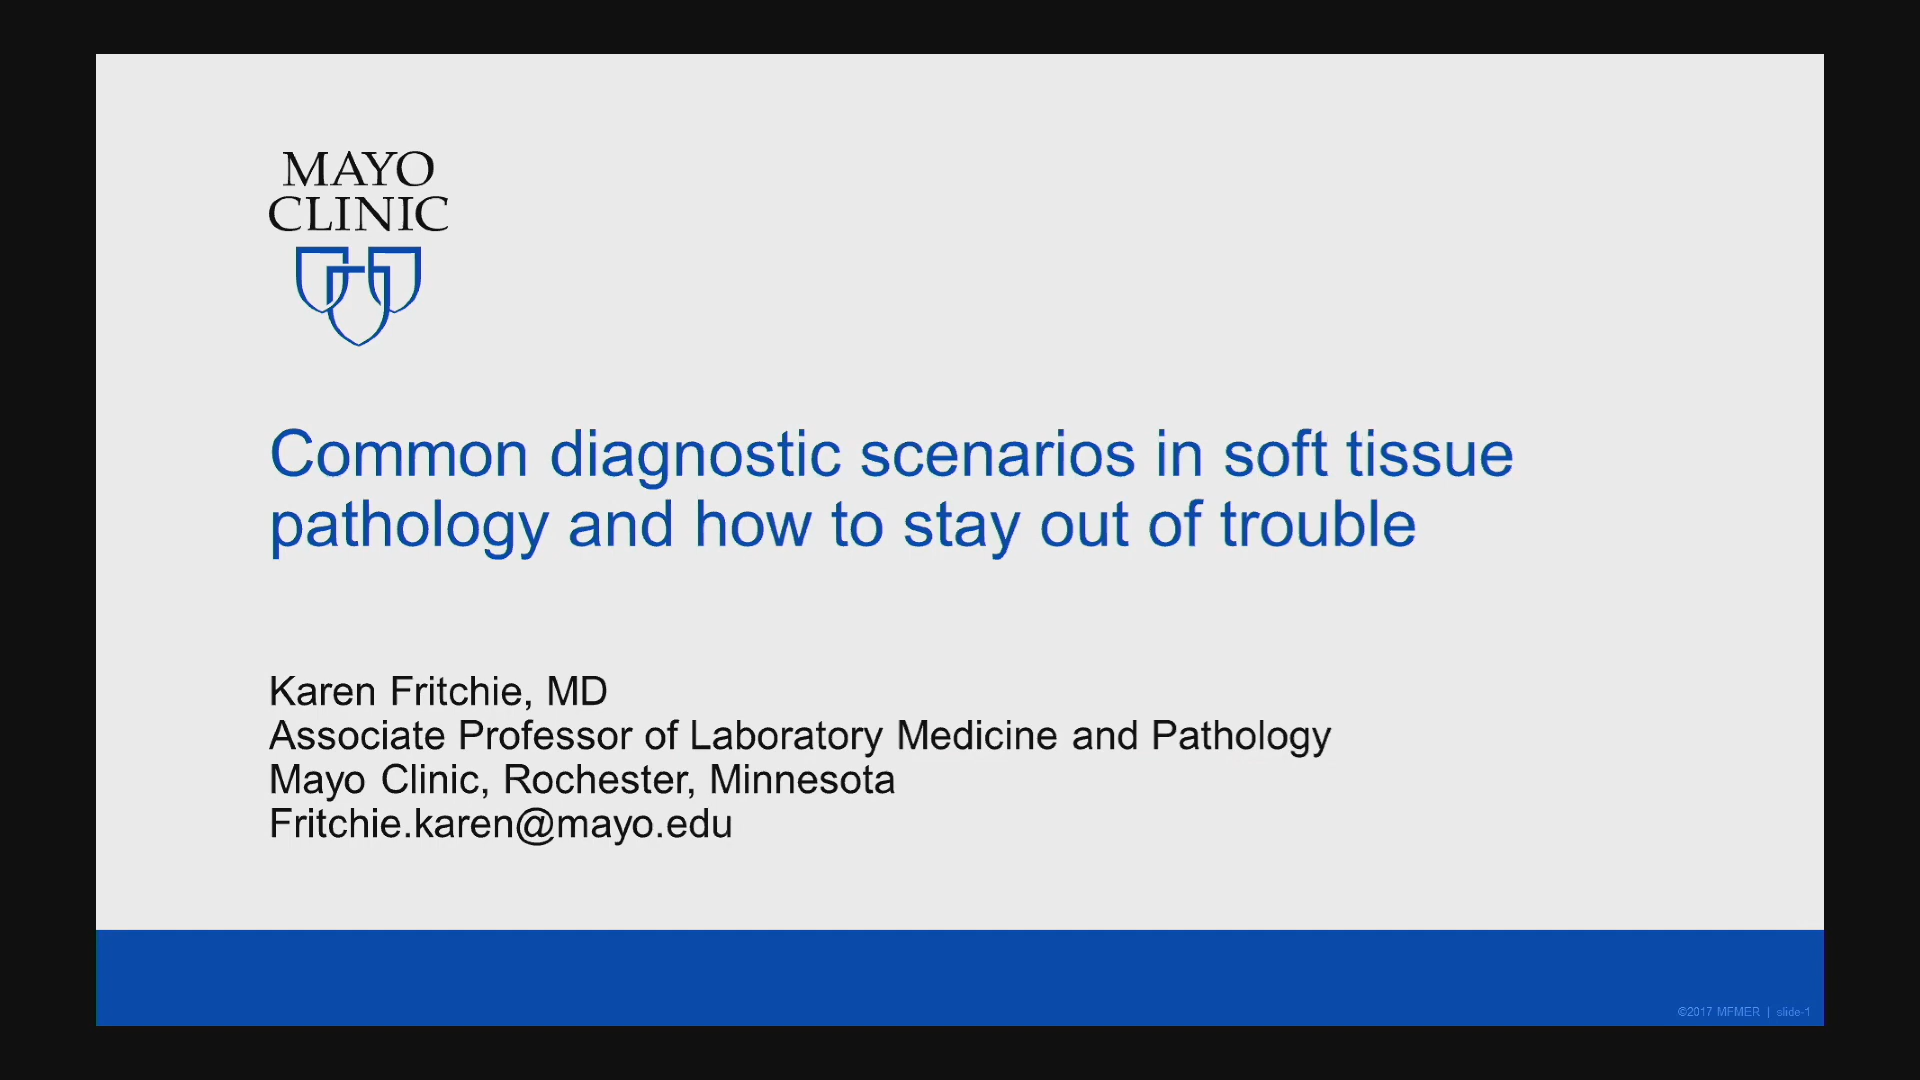 MAYO
CLINIC
Common diagnostic scenarios in soft tissue
pathology and how to stay out of trouble
Karen Fritchie, MD
Associate Professor of Laboratory Medicine and Pathology
Mayo Clinic, Rochester, Minnesota
Fritchie.karen@mayo.edu
©2017 MFMER | slide-1